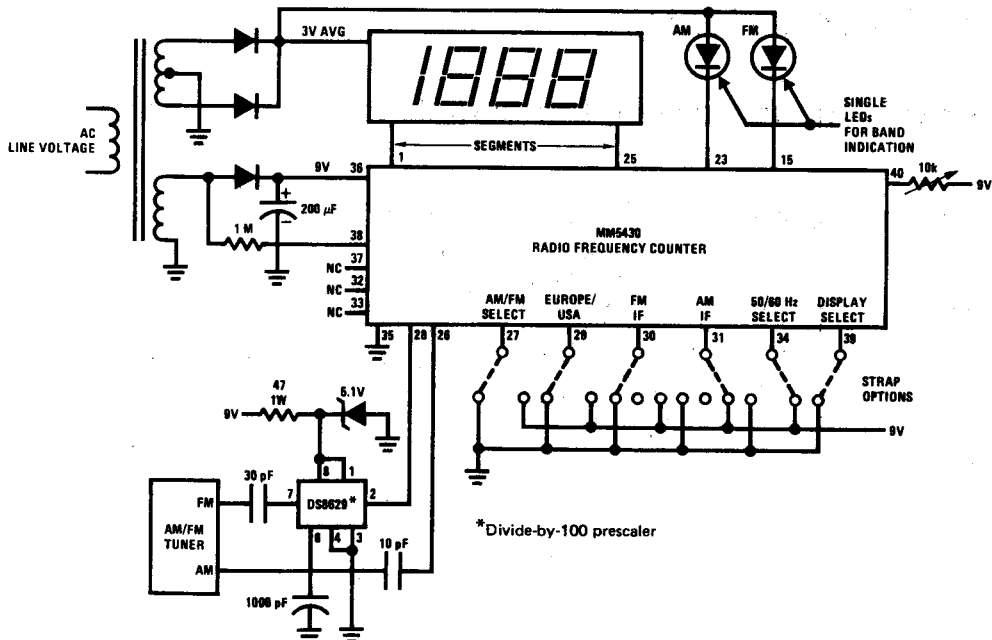 3V AVG
AM
FM
1888
SINGLE
LEDs
FOR BAND
INDICATION
AC
LINE VOLTAGE
SEGMENTS
1
25
23
15
9V
36
40
10k
9V
+
200 µF
−
1 M
38
MM5430
RADIO FREQUENCY COUNTER
NC
37
NC
32
NC
33
AM/FM
SELECT
EUROPE/
USA
FM
IF
AM
IF
50/60 Hz
SELECT
DISPLAY
SELECT
35
28
26
27
29
30
31
34
39
STRAP
OPTIONS
47
1W
5.1V
9V
9V
30 pF
8
1
FM
7
DS8629*
2
*Divide-by-100 prescaler
AM/FM
TUNER
6
4
3
10 pF
AM
1000 pF